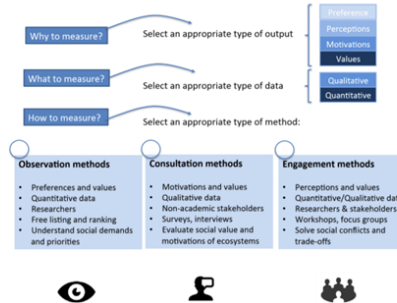 Why to measure?
Select an appropriate type of output
Preference
Perceptions
Motivations
Values
What to measure?
Select an appropriate type of data
Qualitative
Quantitative
How to measure?
Select an appropriate type of method:
Observation methods
• Preferences and values
• Quantitative data
• Researchers
• Free listing and ranking
• Understand social demands
and priorities
Consultation methods
• Motivations and values
• Qualitative data
• Non-academic stakeholders
• Surveys, interviews
• Evaluate social value and
motivations of ecosystems
Engagement methods
• Perceptions and values
• Quantitative/Qualitative dat
• Researchers & stakeholders
• Workshops, focus groups
• Solve social conflicts and
trade-offs